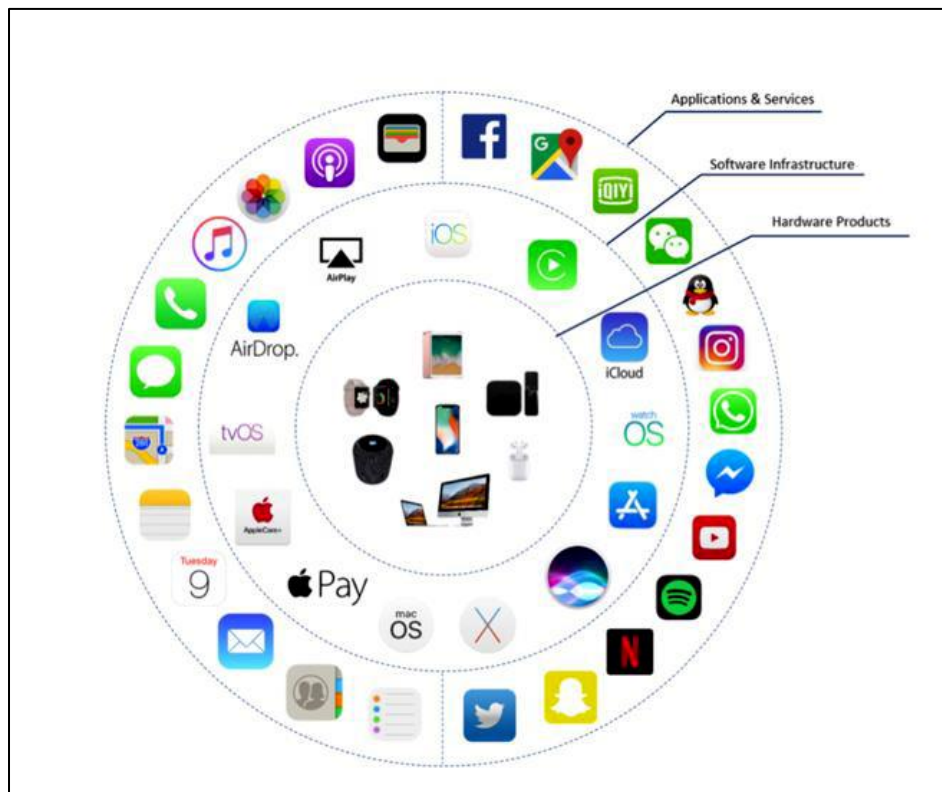 Applications & Services
Software Infrastructure
Hardware Products
G
iQIYI
iOS
AirPlay
AirDrop.
iCloud
tvOS
watch
OS
AppleCare+
Tuesday
9
Pay
mac
OS
X
N